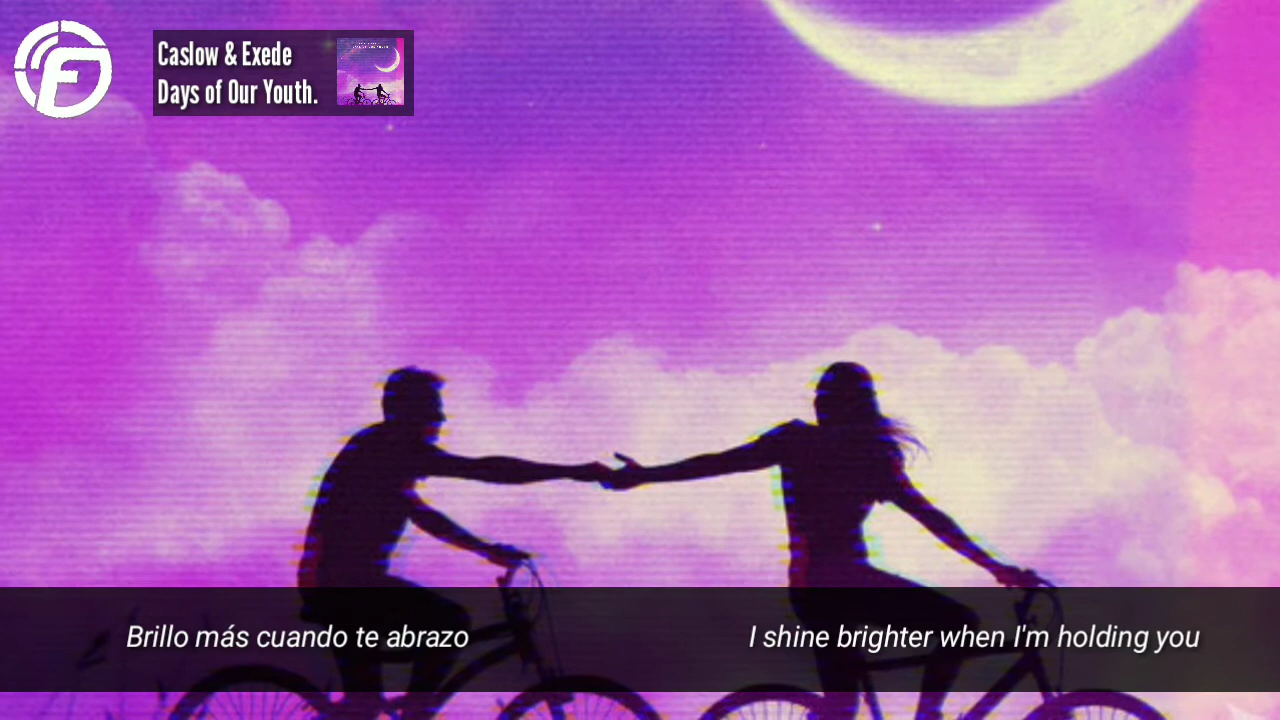 F
Caslow & Exede
Days of Our Youth.
Brillo más cuando te abrazo
I shine brighter when I'm holding you